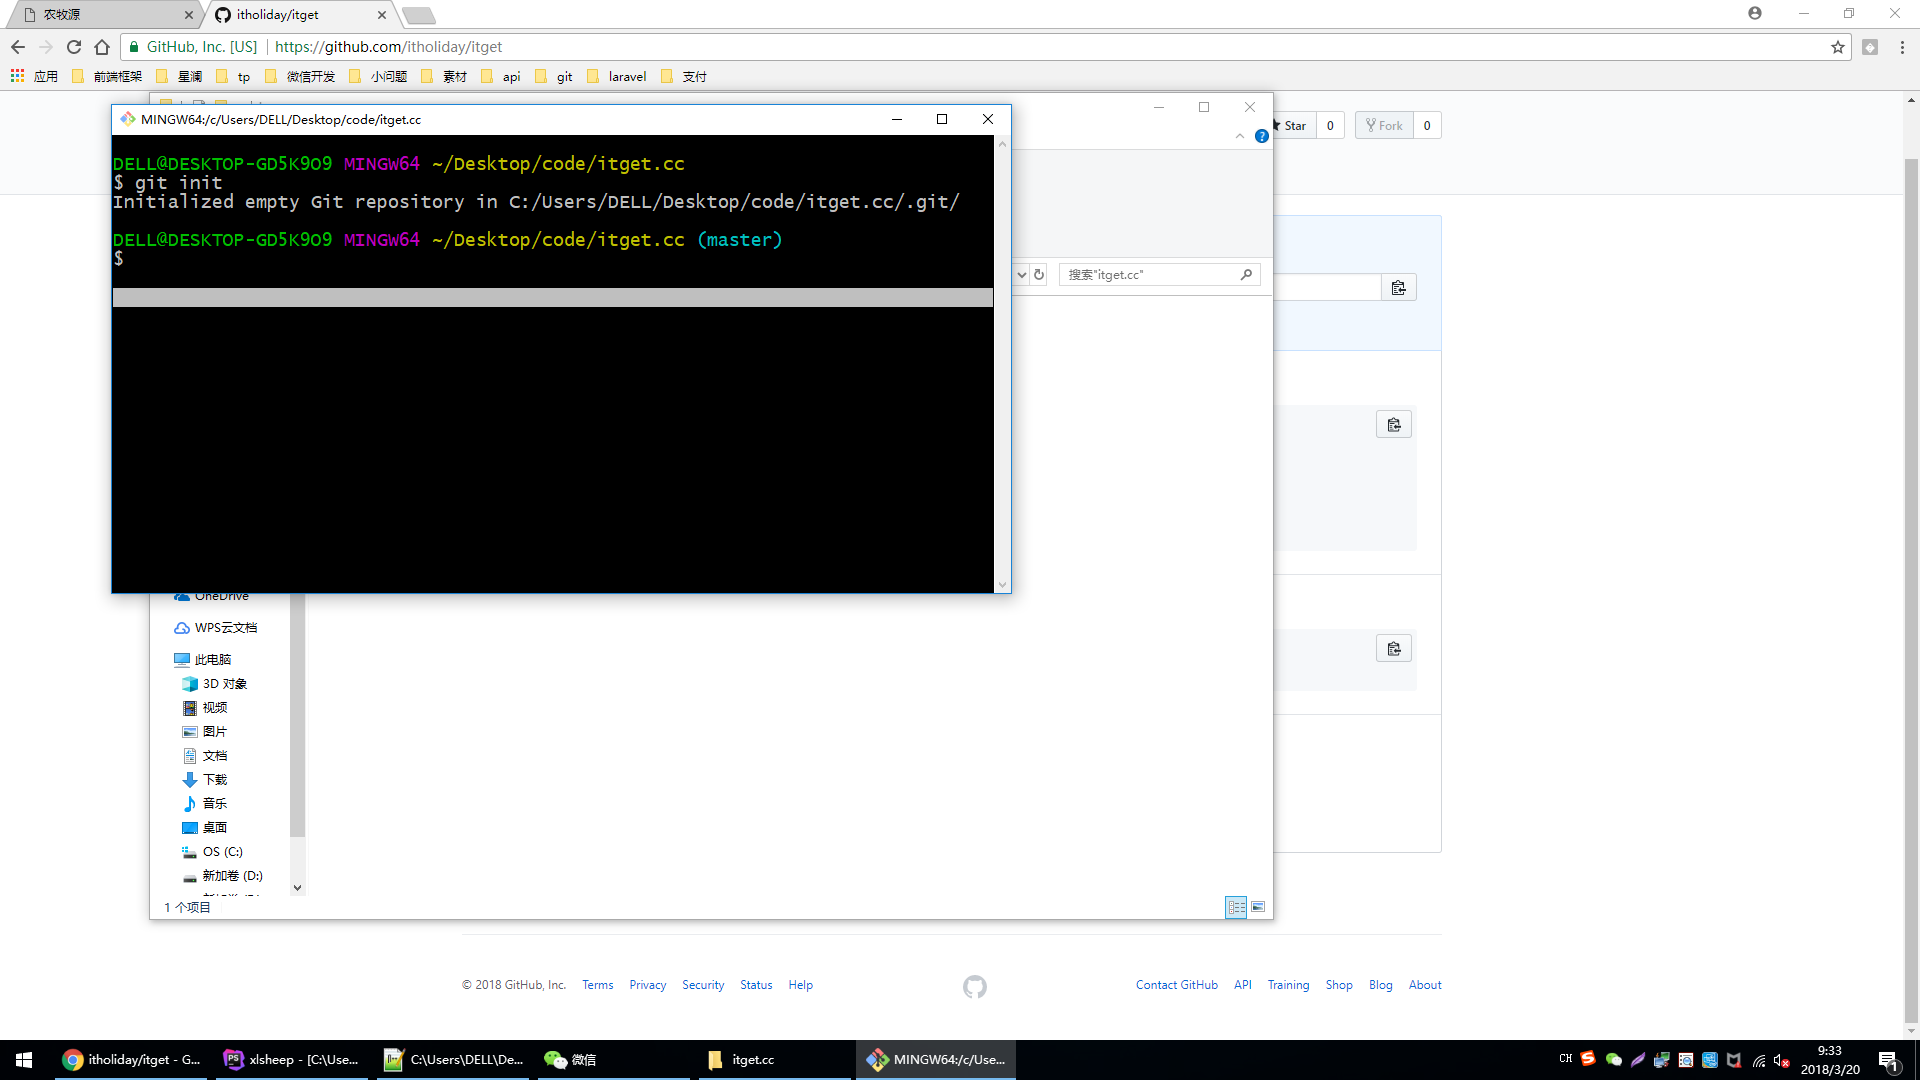 农牧源
itholiday/itget
GitHub, Inc. [US]
https://github.com/itholiday/itget
应用
前端框架
星澜
tp
微信开发
小问题
素材
api
git
laravel
支付
MINGW64:/c/Users/DELL/Desktop/code/itget.cc
Star
0
Fork
0
DELL@DESKTOP-GD5K9O9 MINGW64 ~/Desktop/code/itget.cc
$ git init
Initialized empty Git repository in C:/Users/DELL/Desktop/code/itget.cc/.git/
DELL@DESKTOP-GD5K9O9 MINGW64 ~/Desktop/code/itget.cc (master)
$
搜索"itget.cc"
OneDrive
WPS云文档
此电脑
3D 对象
视频
图片
文档
下载
音乐
桌面
OS (C:)
新加卷 (D:)
1 个项目
© 2018 GitHub, Inc.
Terms
Privacy
Security
Status
Help
Contact GitHub
API
Training
Shop
Blog
About
itholiday/itget - G...
xlsheep - [C:\Use...
C:\Users\DELL\De...
微信
itget.cc
MINGW64:/c/Use...
CH
9:33
2018/3/20
1